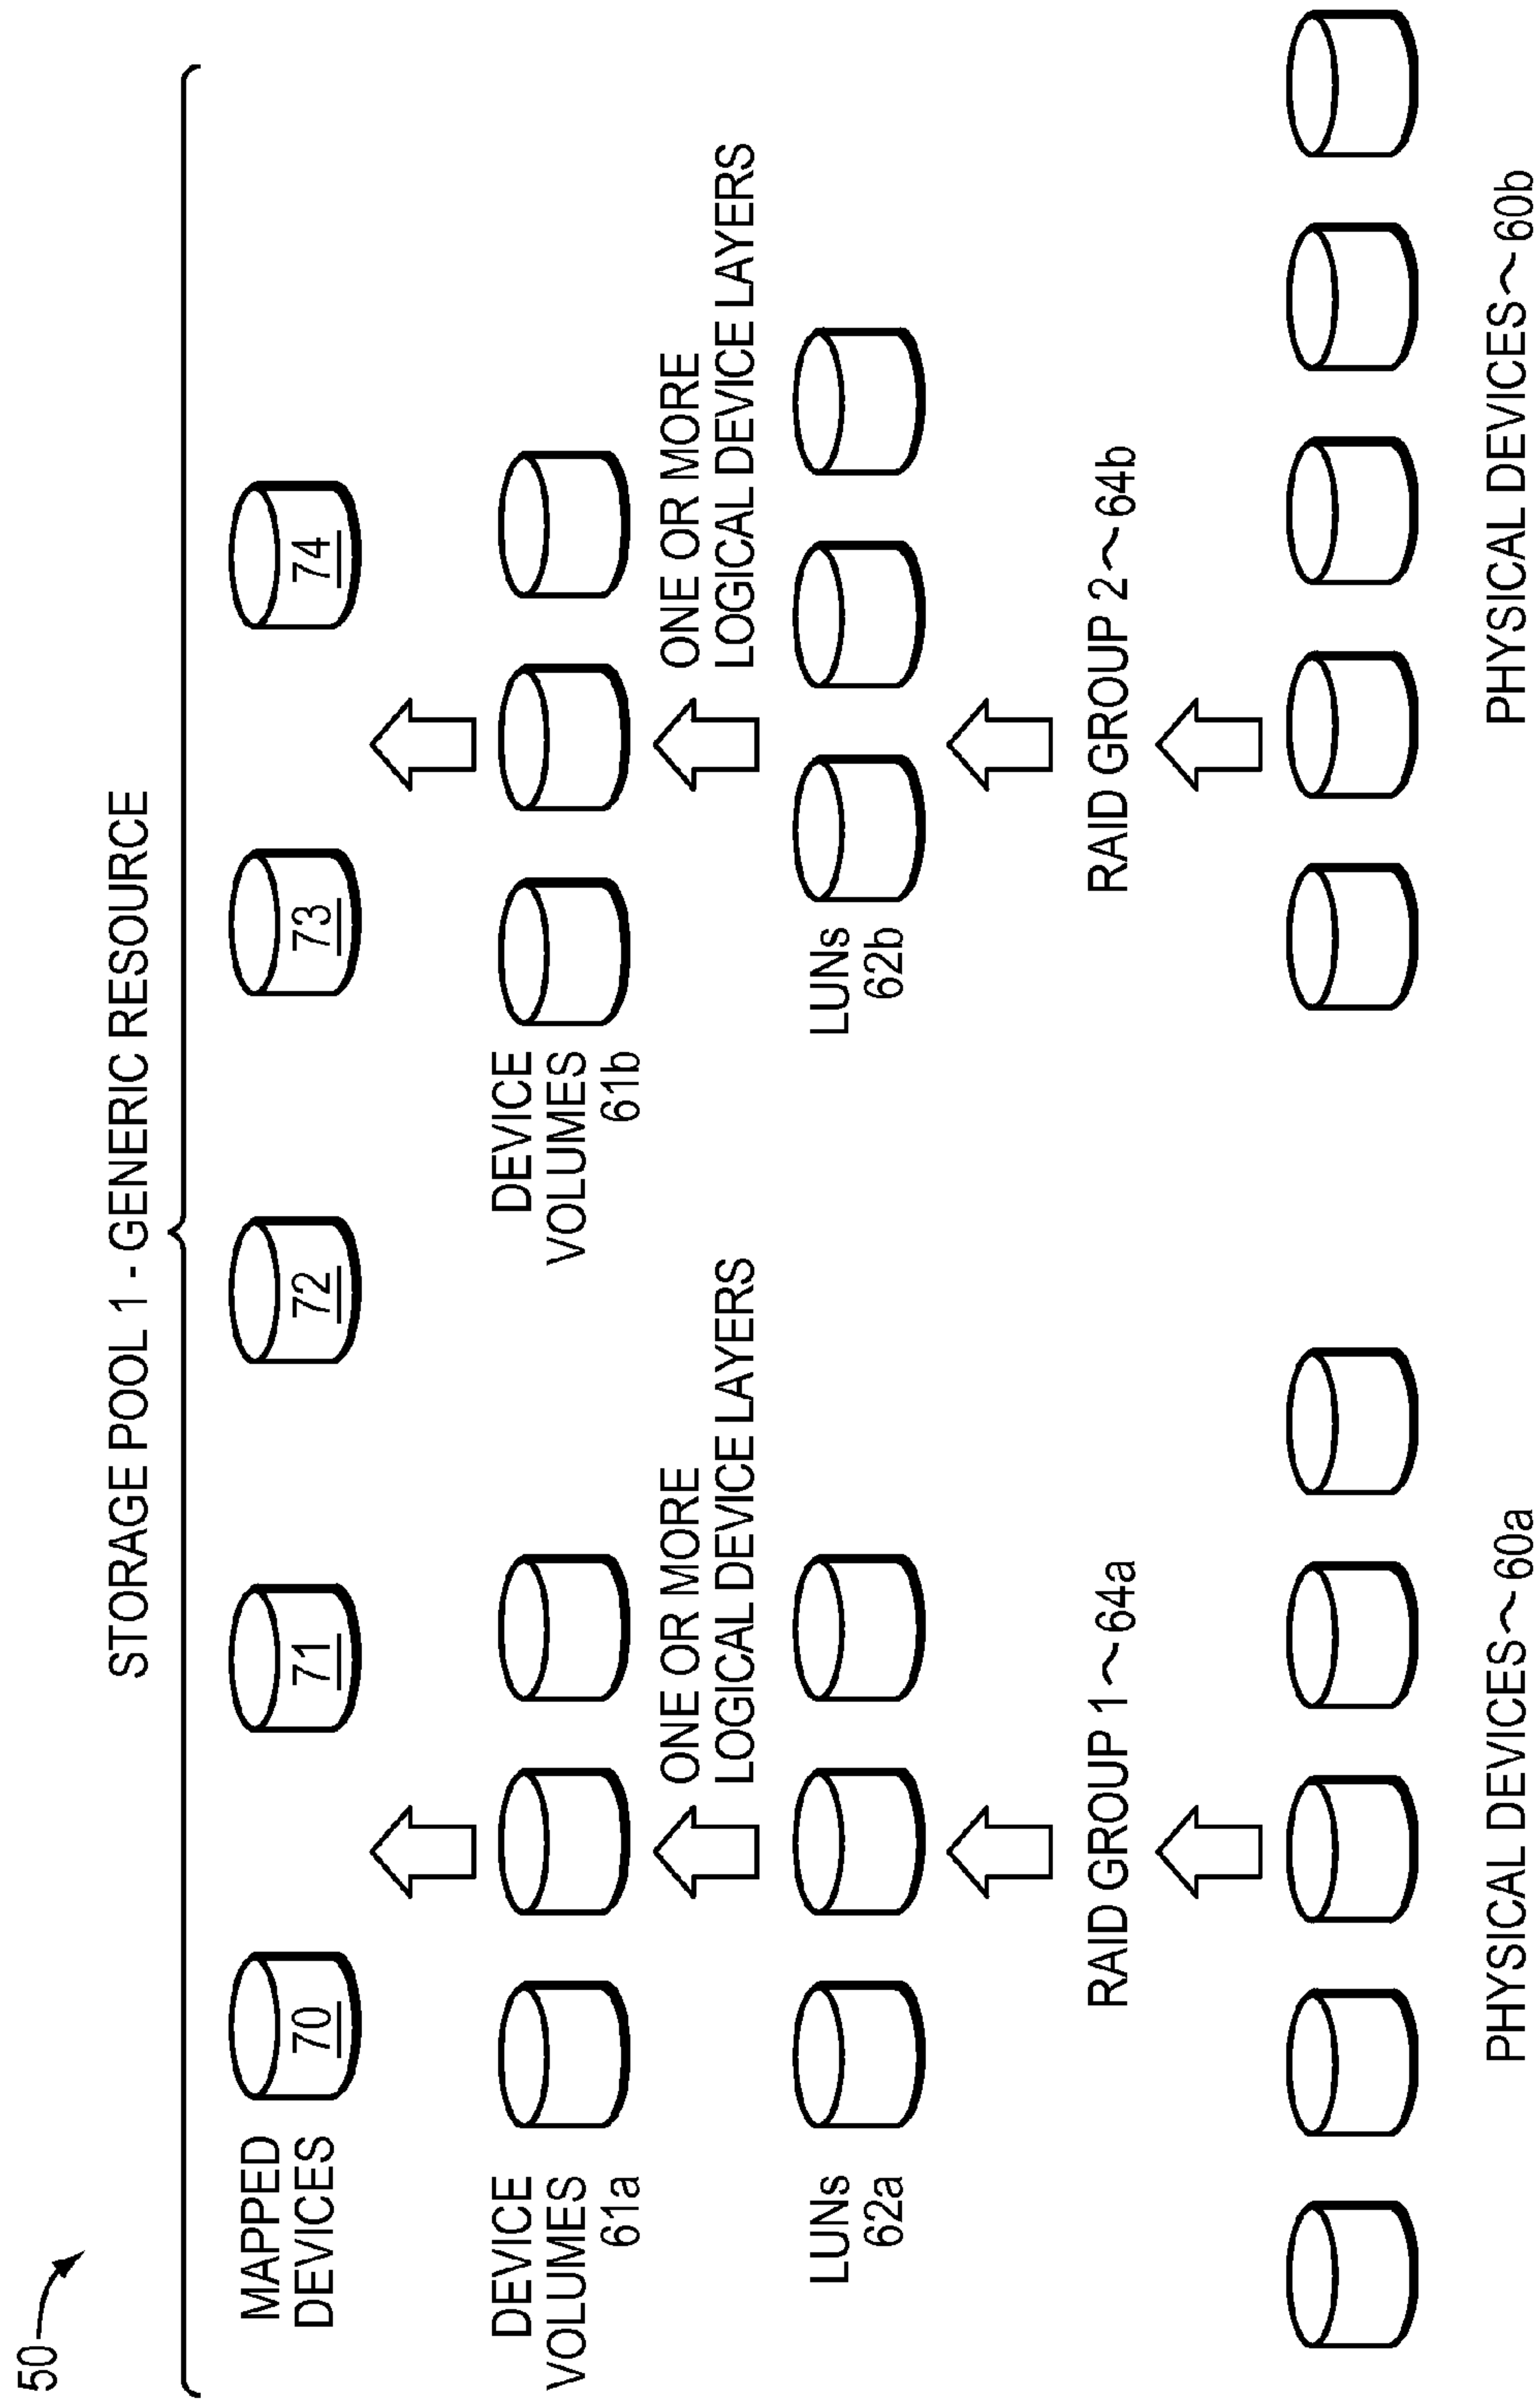 50
STORAGE POOL 1 - GENERIC RESOURCE
MAPPED
DEVICES
70
71
72
73
74
DEVICE
VOLUMES
61a
DEVICE
VOLUMES
61b
ONE OR MORE
LOGICAL DEVICE LAYERS
ONE OR MORE
LOGICAL DEVICE LAYERS
LUNs
62a
LUNs
62b
RAID GROUP 1~64a
RAID GROUP 2~64b
PHYSICAL DEVICES~60a
PHYSICAL DEVICES~60b